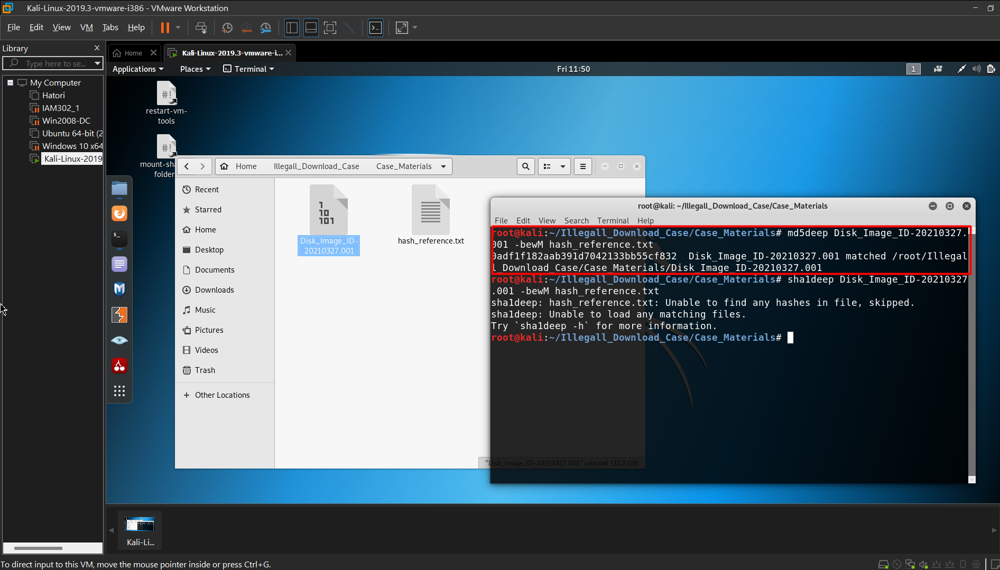 Kali-Linux-2019.3-vmware-i386 - VMware Workstation
File Edit View VM Tabs Help
Library
Type here to se...
Home
Kali-Linux-2019.3-vmware-i...
Applications Places Terminal
Fri 11:50
1
My Computer
Hatori
IAM302_1
Win2008-DC
Ubuntu 64-bit (2
Windows 10 x64
Kali-Linux-2019
#!
restart-vm-
tools
#!
mount-sha
folder
Home Illegall_Download_Case Case_Materials
Recent
Starred
Home
Desktop
Documents
Downloads
Music
Pictures
Videos
Trash
+ Other Locations
1
10
101
Disk_Image_ID-
20210327.001
hash_reference.txt
"Disk_Image_ID-20210327.001" selected (32.2 GB)
root@kali: ~/Illegall_Download_Case/Case_Materials
File Edit View Search Terminal Help
root@kali:~/Illegall_Download_Case/Case_Materials# md5deep Disk_Image_ID-20210327.
001 -bewM hash_reference.txt
0adf1f182aab391d7042133bb55cf832 Disk_Image_ID-20210327.001 matched /root/Illegal
l_Download_Case/Case_Materials/Disk_Image_ID-20210327.001
root@kali:~/Illegall_Download_Case/Case_Materials# sha1deep Disk_Image_ID-20210327
.001 -bewM hash_reference.txt
sha1deep: hash_reference.txt: Unable to find any hashes in file, skipped.
sha1deep: Unable to load any matching files.
Try `sha1deep -h` for more information.
root@kali:~/Illegall_Download_Case/Case_Materials#
Kali-Li...
To direct input to this VM, move the mouse pointer inside or press Ctrl+G.